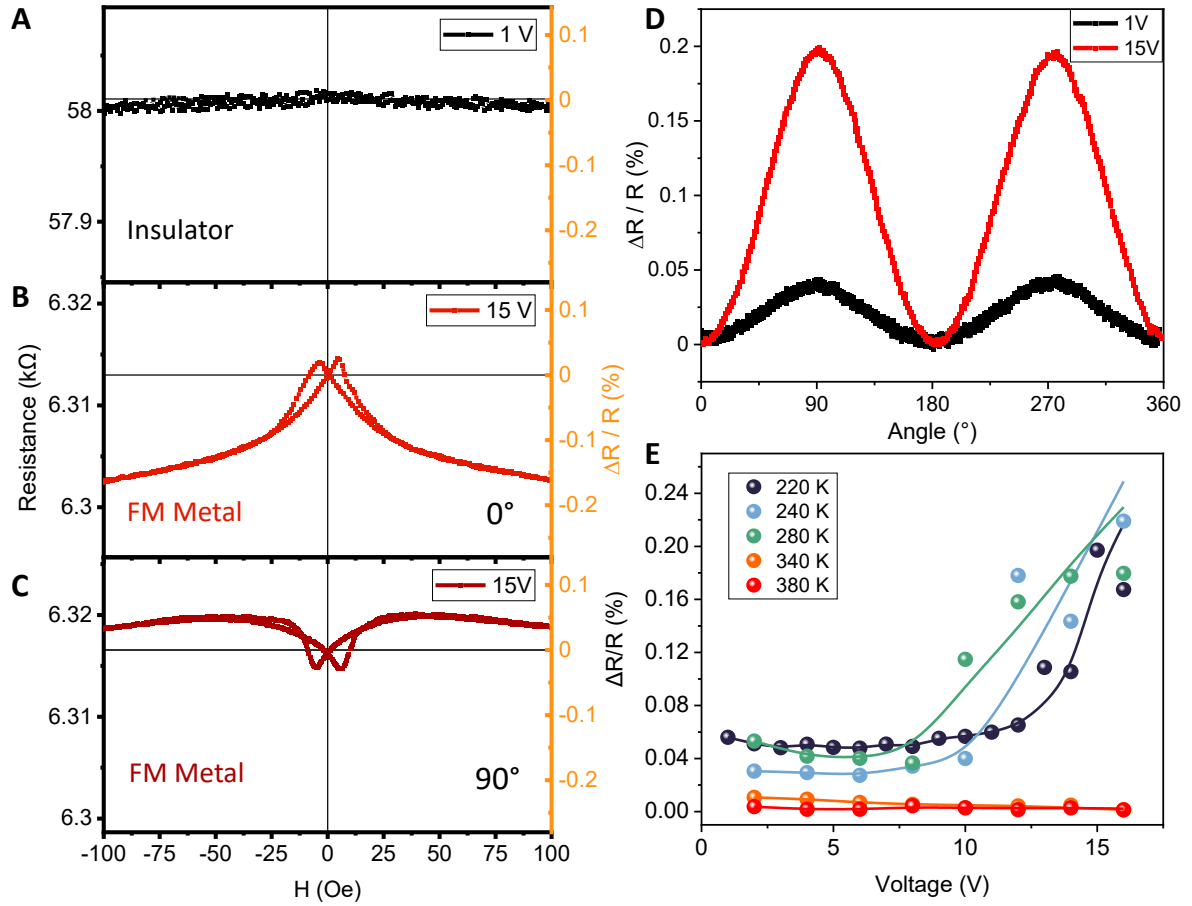 A
1 V
58
57.9
0.1
0
-0.1
-0.2
Insulator
B
15 V
6.32
6.31
6.3
0.1
0
-0.1
-0.2
FM Metal
0°
Resistance (kΩ)
ΔR / R (%)
C
15V
6.32
6.31
6.3
0.1
0
-0.1
-0.2
FM Metal
90°
-100 -75 -50 -25 0 25 50 75 100
H (Oe)
D
1V
15V
0.2
0.15
0.1
0.05
0
ΔR / R (%)
0 90 180 270 360
Angle (°)
E
220 K
240 K
280 K
340 K
380 K
0.24
0.20
0.16
0.12
0.08
0.04
0.00
ΔR/R (%)
0 5 10 15
Voltage (V)